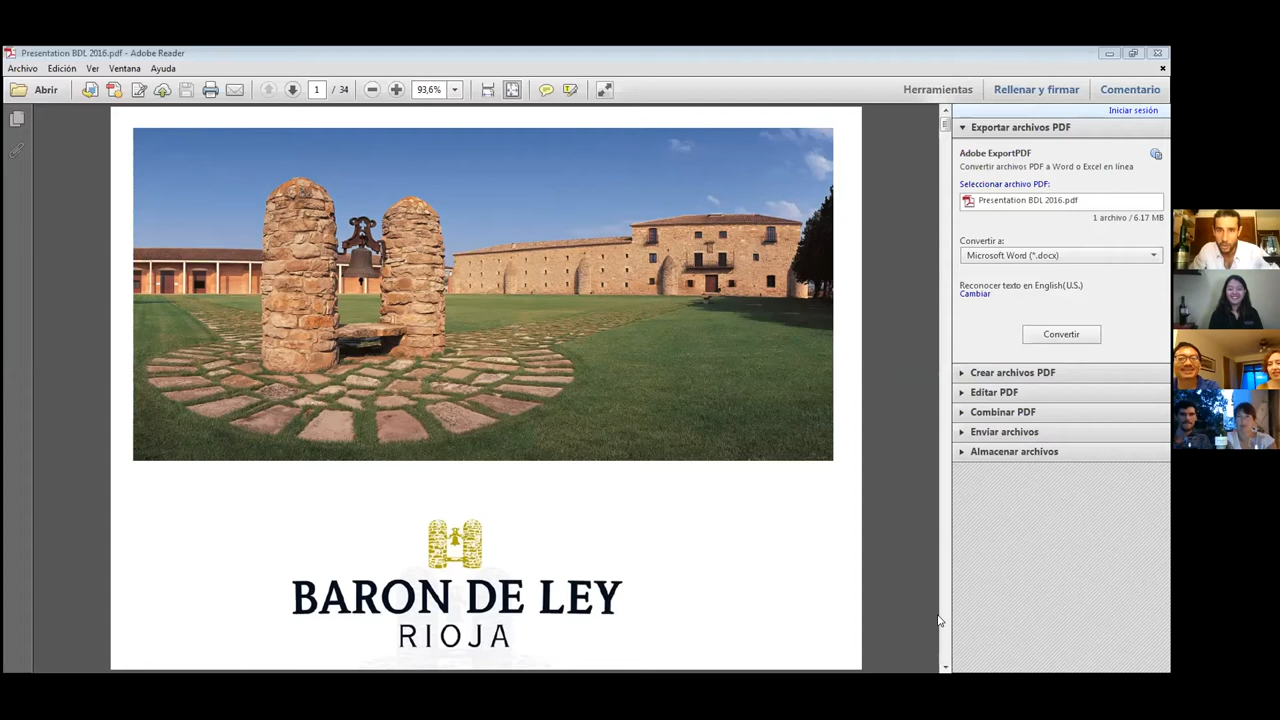 Presentation BDL 2016.pdf - Adobe Reader
Archivo Edición Ver Ventana Ayuda
Abrir 1 / 34 93,6% Herramientas Rellenar y firmar Comentario
Iniciar sesión
Exportar archivos PDF
Adobe ExportPDF
Convertir archivos PDF a Word o Excel en línea
Seleccionar archivo PDF:
Presentation BDL 2016.pdf
1 archivo / 6.17 MB
Convertir a:
Microsoft Word (*.docx)
Reconocer texto en English(U.S.)
Cambiar
Convertir
Crear archivos PDF
Editar PDF
Combinar PDF
Enviar archivos
Almacenar archivos
BARON DE LEY
RIOJA